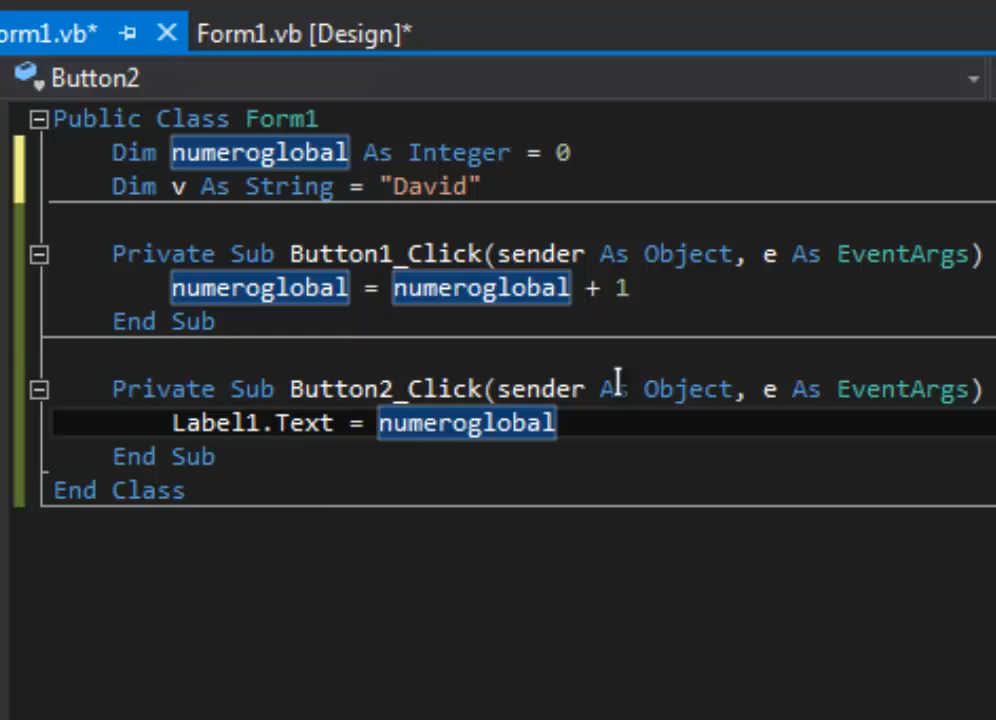 orm1.vb* Form1.vb [Design]*
Button2
Public Class Form1
Dim numeroglobal As Integer = 0
Dim v As String = "David"
Private Sub Button1_Click(sender As Object, e As EventArgs)
numeroglobal = numeroglobal + 1
End Sub
Private Sub Button2_Click(sender As Object, e As EventArgs)
Label1.Text = numeroglobal
End Sub
End Class